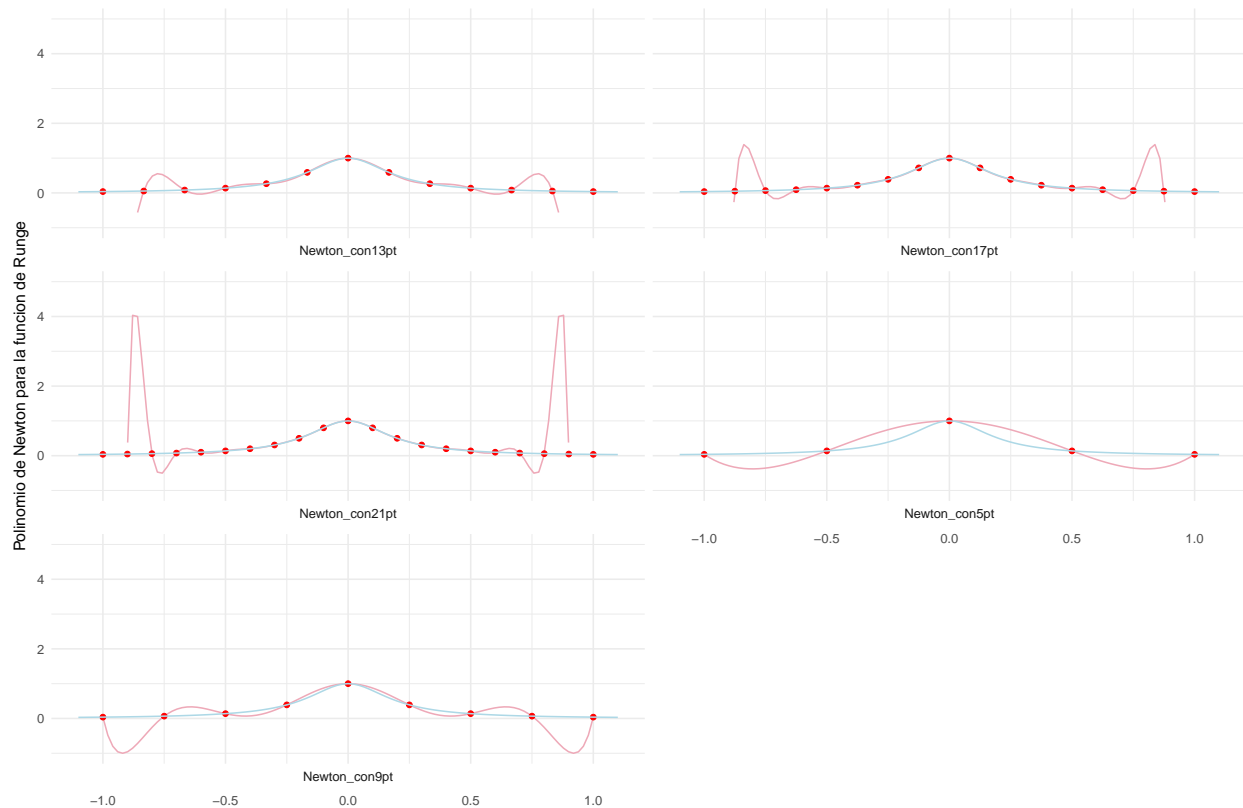 Polinomio de Newton para la funcion de Runge
4
2
0
Newton_con13pt
Newton_con17pt
4
2
0
Newton_con21pt
Newton_con5pt
−1.0 −0.5 0.0 0.5 1.0
4
2
0
Newton_con9pt
−1.0 −0.5 0.0 0.5 1.0